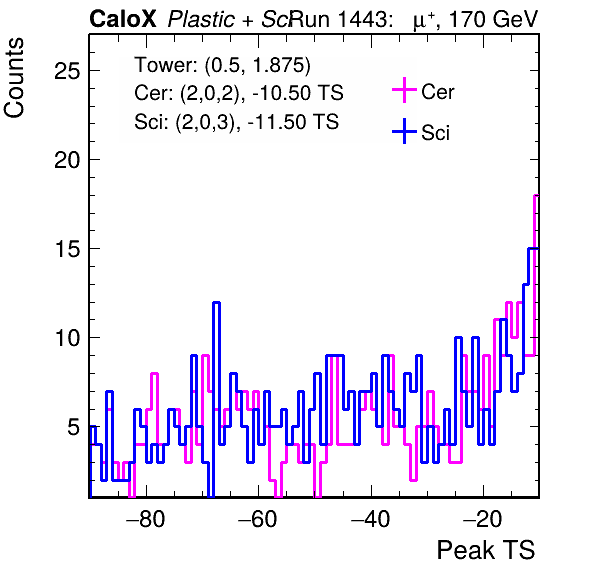 CaloX Plastic + Sci Run 1443: μ⁺, 170 GeV
Counts
Tower: (0.5, 1.875)
Cer: (2,0,2), -10.50 TS
Sci: (2,0,3), -11.50 TS
Cer
Sci
25
20
15
10
5
−80 −60 −40 −20
Peak TS